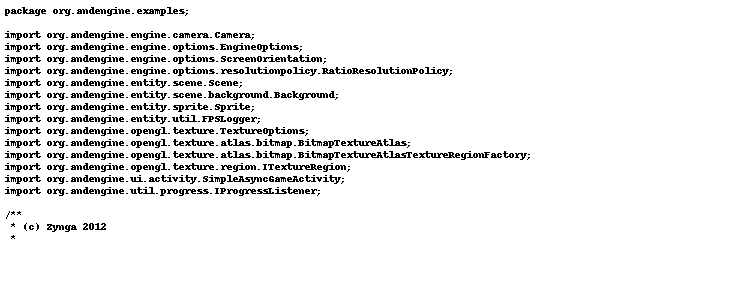 package org.andengine.examples;

import org.andengine.engine.camera.Camera;
import org.andengine.engine.options.EngineOptions;
import org.andengine.engine.options.ScreenOrientation;
import org.andengine.engine.options.resolutionpolicy.RatioResolutionPolicy;
import org.andengine.entity.scene.Scene;
import org.andengine.entity.scene.background.Background;
import org.andengine.entity.sprite.Sprite;
import org.andengine.entity.util.FPSLogger;
import org.andengine.opengl.texture.TextureOptions;
import org.andengine.opengl.texture.atlas.bitmap.BitmapTextureAtlas;
import org.andengine.opengl.texture.atlas.bitmap.BitmapTextureAtlasTextureRegionFactory;
import org.andengine.opengl.texture.region.ITextureRegion;
import org.andengine.ui.activity.SimpleAsyncGameActivity;
import org.andengine.util.progress.IProgressListener;

/**
 * (c) Zynga 2012
 *